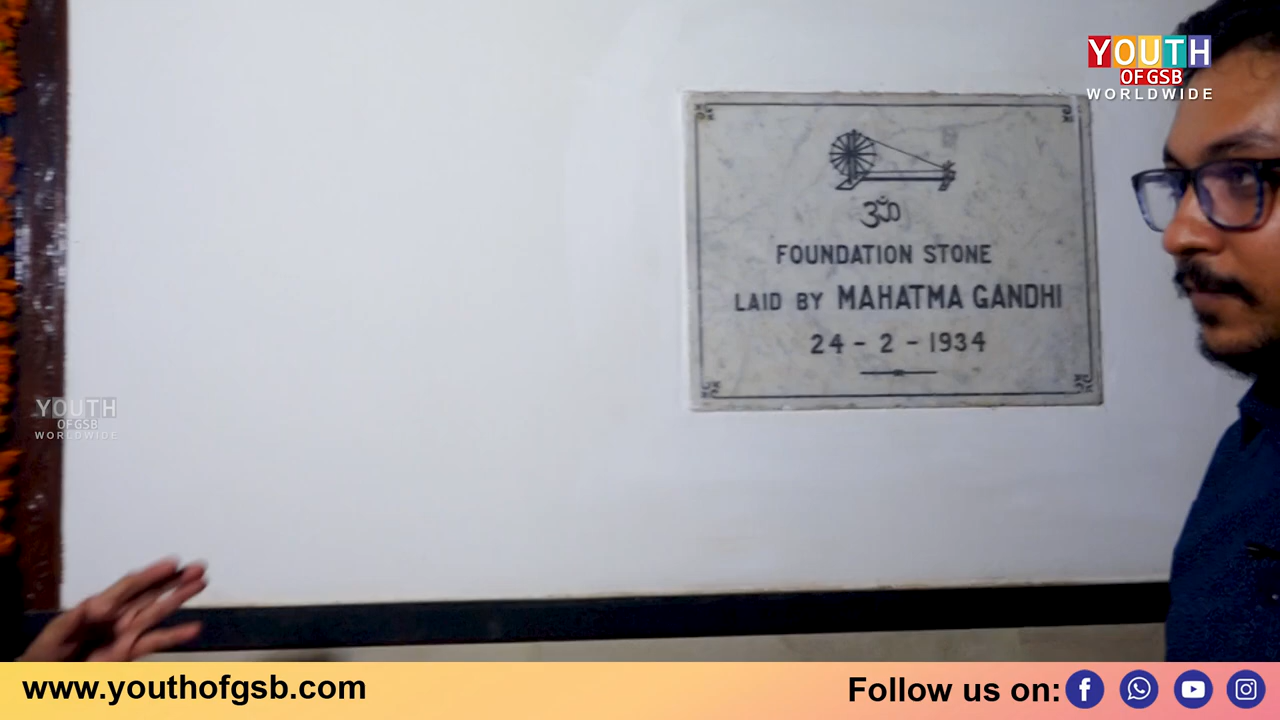 YOUTH
OF GSB
WORLDWIDE
ॐ
FOUNDATION STONE
LAID BY MAHATMA GANDHI
24 - 2 - 1934
YOUTH
OF GSB
WORLDWIDE
www.youthofgsb.com
Follow us on: